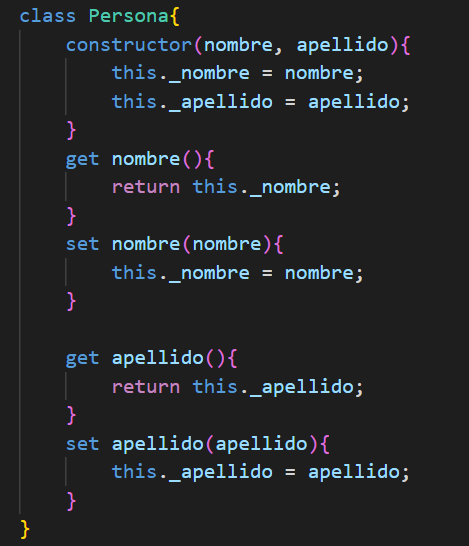 class Persona{
    constructor(nombre, apellido){
        this._nombre = nombre;
        this._apellido = apellido;
    }
    get nombre(){
        return this._nombre;
    }
    set nombre(nombre){
        this._nombre = nombre;
    }

    get apellido(){
        return this._apellido;
    }
    set apellido(apellido){
        this._apellido = apellido;
    }
}